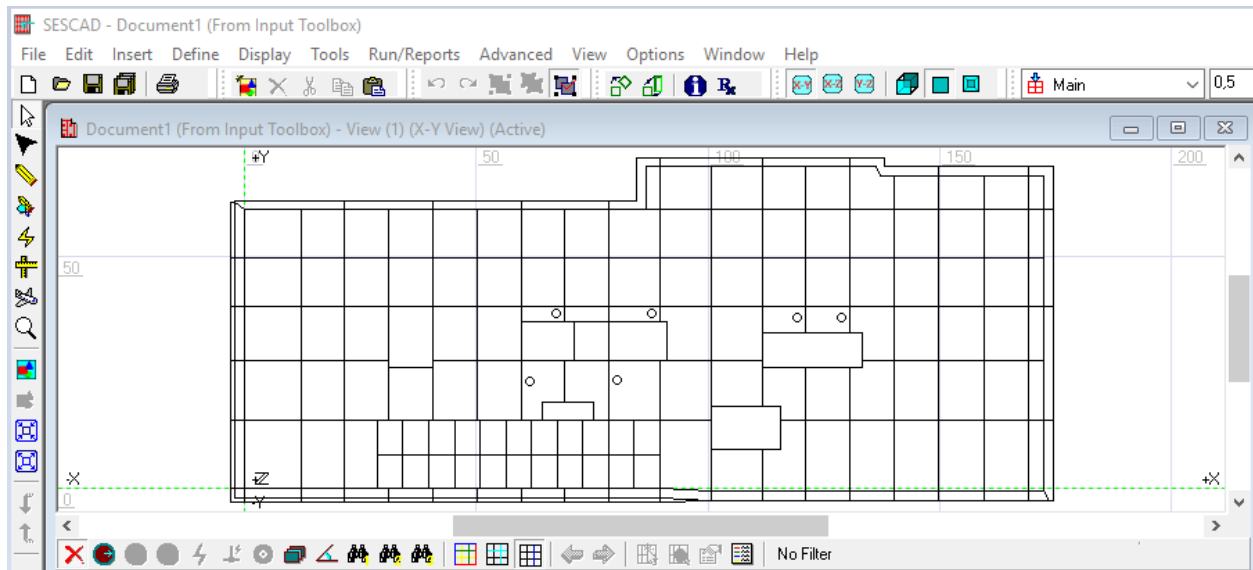 SESCAD - Document1 (From Input Toolbox)
File Edit Insert Define Display Tools Run/Reports Advanced View Options Window Help
Main 0,5
Document1 (From Input Toolbox) - View (1) (X-Y View) (Active)
+Y 50 100 150 200
50
-X +Z +X
0 -Y
No Filter